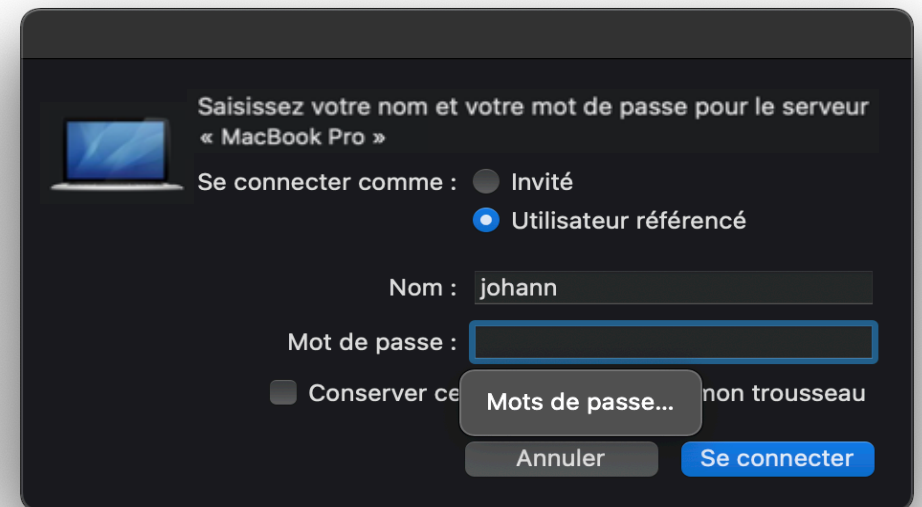 Saisissez votre nom et votre mot de passe pour le serveur
« MacBook Pro »
Se connecter comme : Invité
Utilisateur référencé
Nom : johann
Mot de passe :
Conserver ce mon trousseau
Mots de passe...
Annuler Se connecter